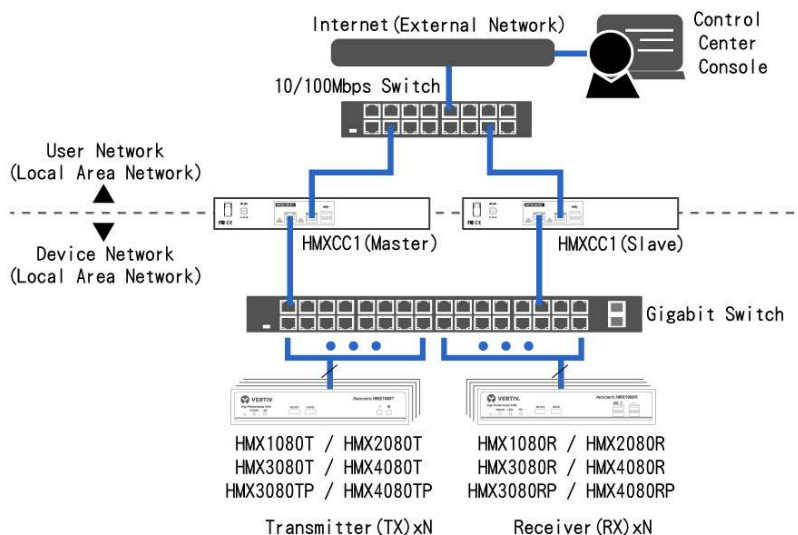 Internet(External Network)
Control
Center
Console
10/100Mbps Switch
User Network
(Local Area Network)
Device Network
(Local Area Network)
HMXCC1(Master)
HMXCC1(Slave)
Gigabit Switch
VERTIV.
VERTIV.
HMX1080T / HMX2080T
HMX3080T / HMX4080T
HMX3080TP / HMX4080TP
HMX1080R / HMX2080R
HMX3080R / HMX4080R
HMX3080RP / HMX4080RP
Transmitter(TX)xN
Receiver(RX)xN